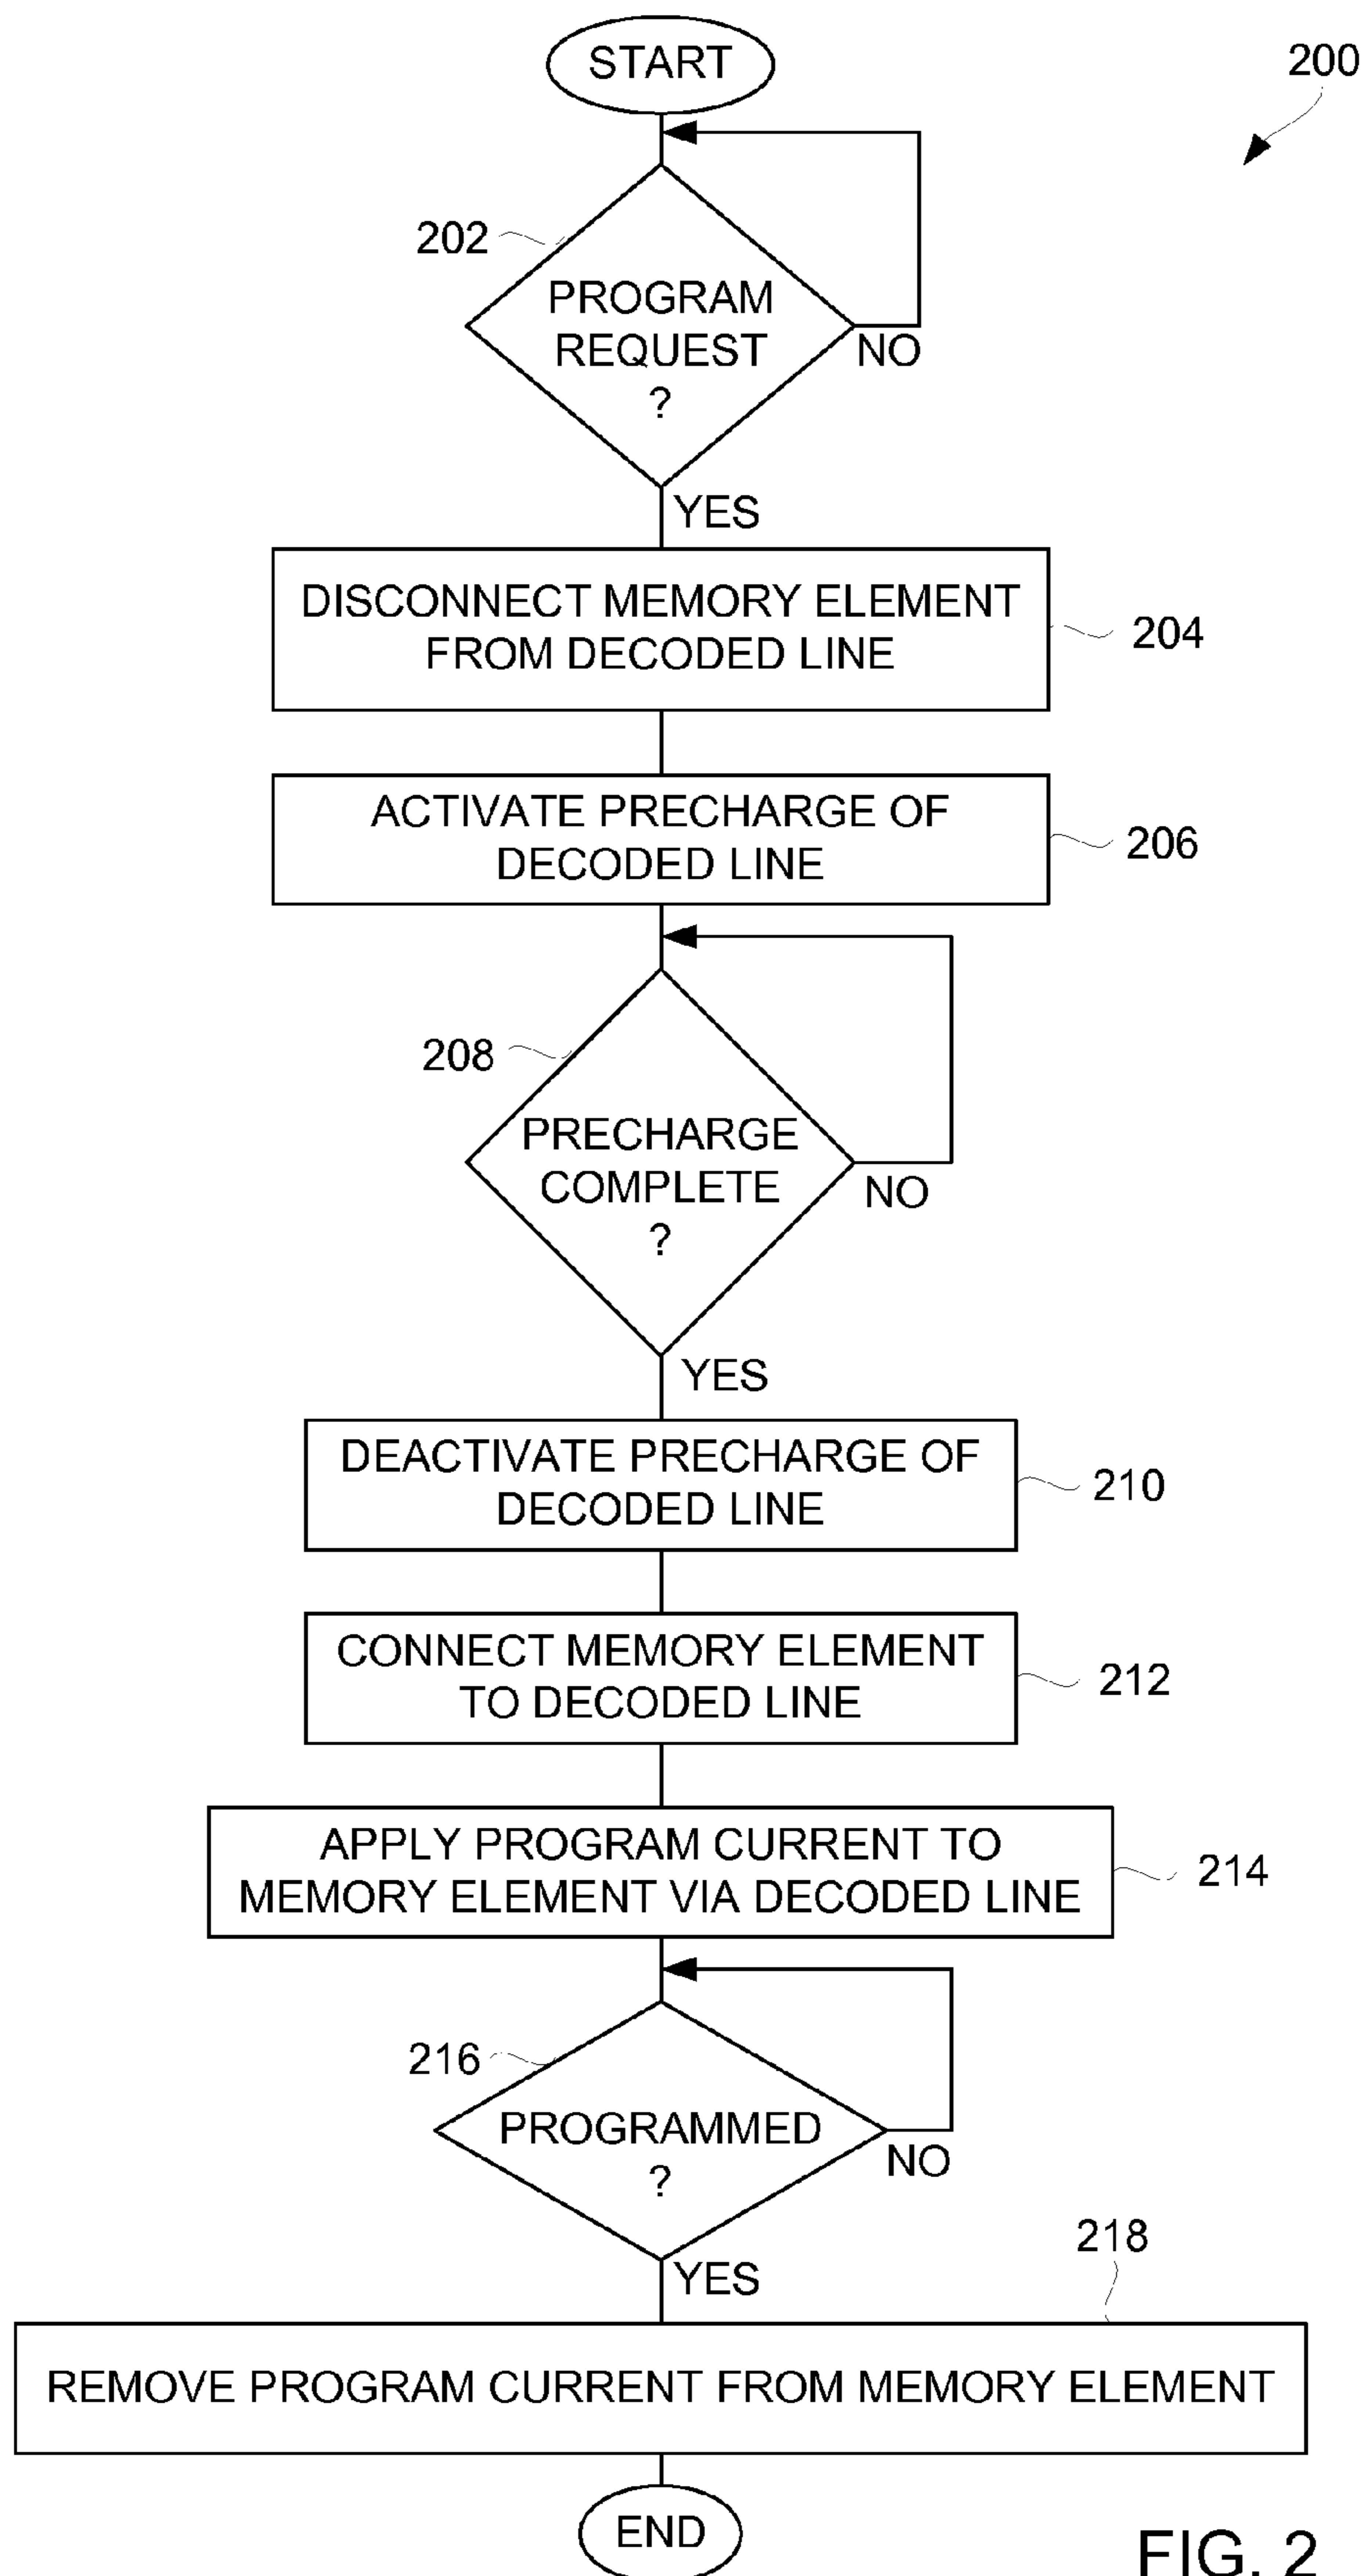 START
200
202
PROGRAM
REQUEST
?
NO
YES
DISCONNECT MEMORY ELEMENT
FROM DECODED LINE
204
ACTIVATE PRECHARGE OF
DECODED LINE
206
208
PRECHARGE
COMPLETE
?
NO
YES
DEACTIVATE PRECHARGE OF
DECODED LINE
210
CONNECT MEMORY ELEMENT
TO DECODED LINE
212
APPLY PROGRAM CURRENT TO
MEMORY ELEMENT VIA DECODED LINE
214
216
PROGRAMMED
?
NO
YES
218
REMOVE PROGRAM CURRENT FROM MEMORY ELEMENT
END
FIG. 2